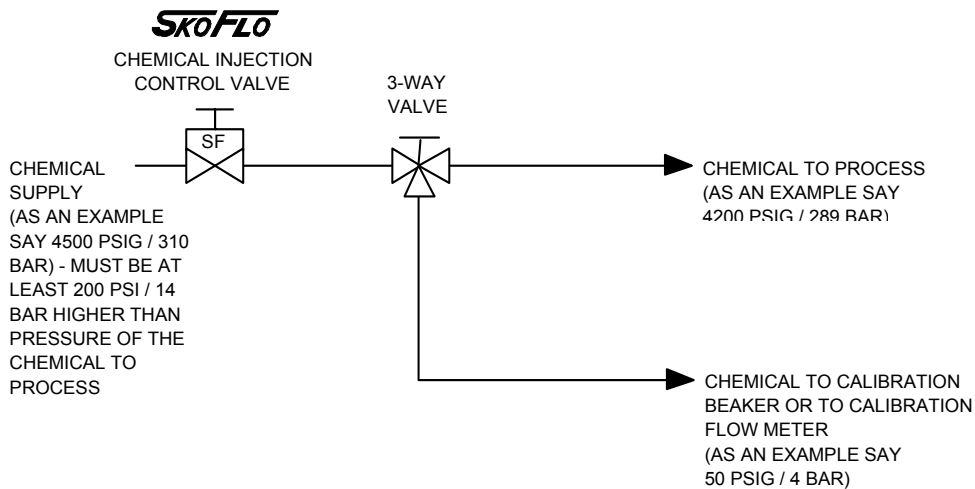 SKOFLO
CHEMICAL INJECTION
CONTROL VALVE
3-WAY
VALVE
SF
CHEMICAL
SUPPLY
(AS AN EXAMPLE
SAY 4500 PSIG / 310
BAR) - MUST BE AT
LEAST 200 PSI / 14
BAR HIGHER THAN
PRESSURE OF THE
CHEMICAL TO
PROCESS
CHEMICAL TO PROCESS
(AS AN EXAMPLE SAY
4200 PSIG / 289 BAR)
CHEMICAL TO CALIBRATION
BEAKER OR TO CALIBRATION
FLOW METER
(AS AN EXAMPLE SAY
50 PSIG / 4 BAR)